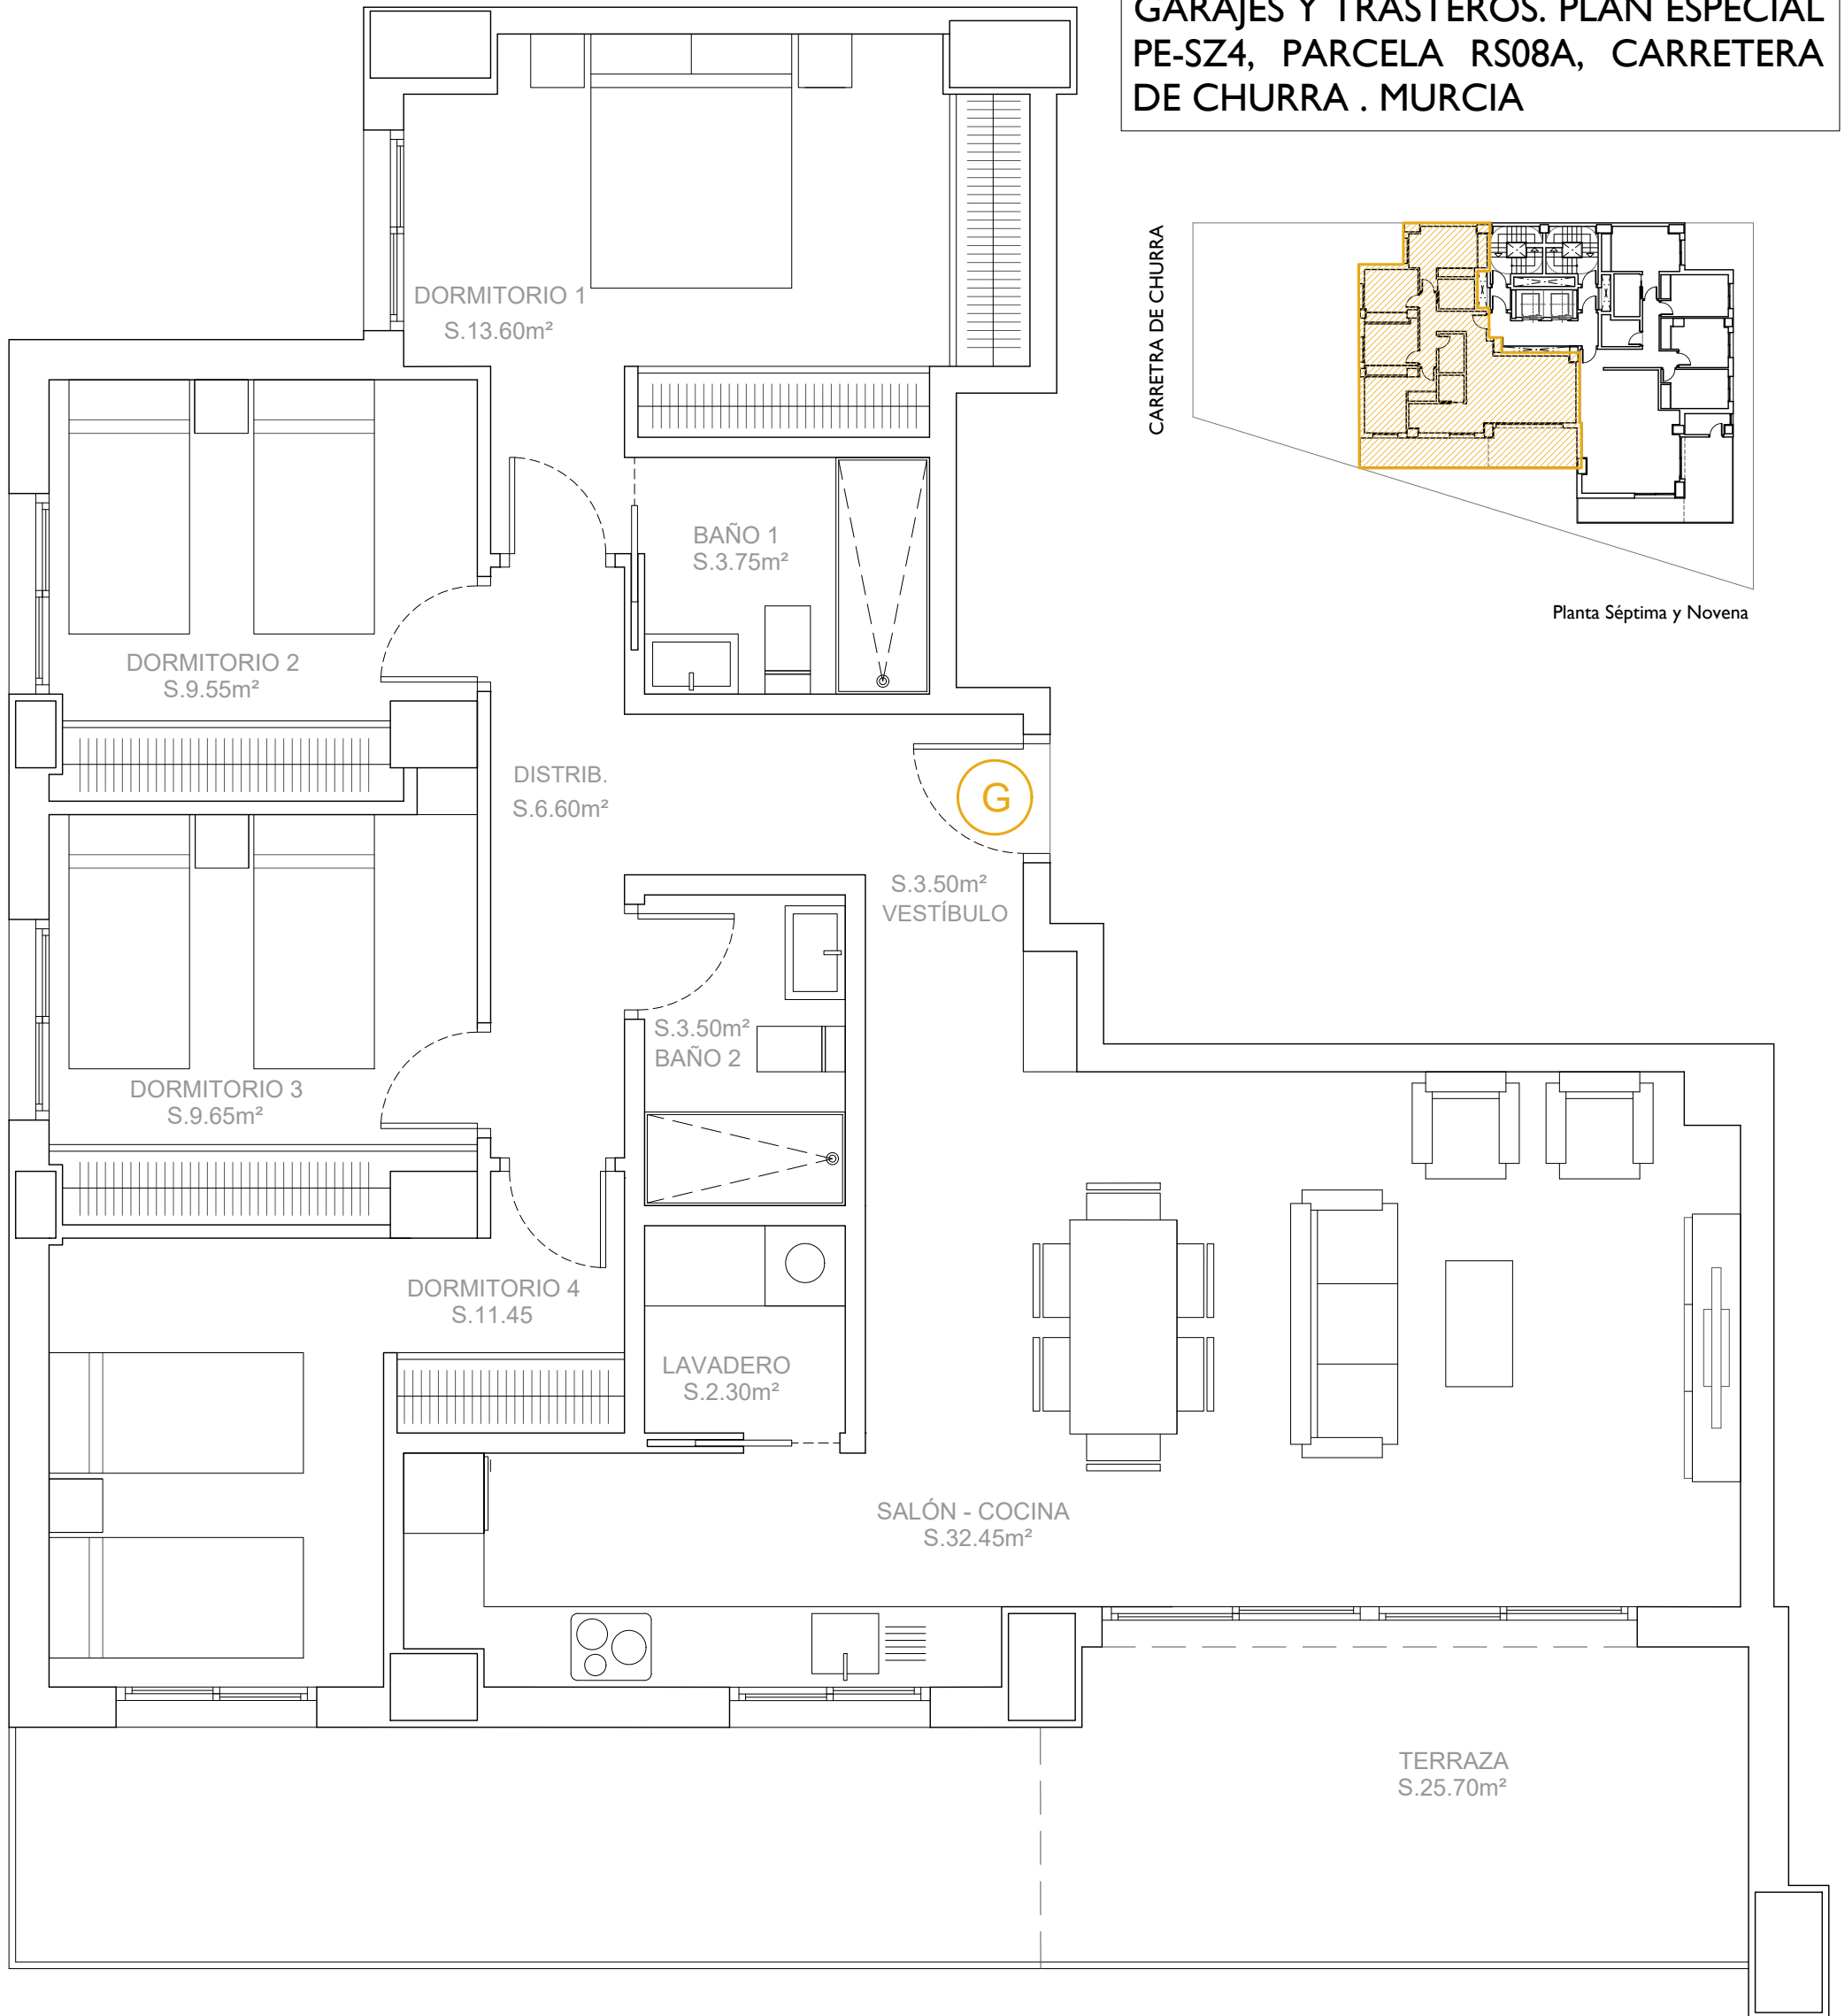 GARAJES Y TRASTEROS. PLAN ESPECIAL
PE-SZ4, PARCELA RS08A, CARRETERA
DE CHURRA . MURCIA
CARRETRA DE CHURRA
Planta Séptima y Novena
DORMITORIO 1
S.13.60m²
BAÑO 1
S.3.75m²
DORMITORIO 2
S.9.55m²
DISTRIB.
S.6.60m²
G
S.3.50m²
VESTÍBULO
S.3.50m²
BAÑO 2
DORMITORIO 3
S.9.65m²
DORMITORIO 4
S.11.45
LAVADERO
S.2.30m²
SALÓN - COCINA
S.32.45m²
TERRAZA
S.25.70m²